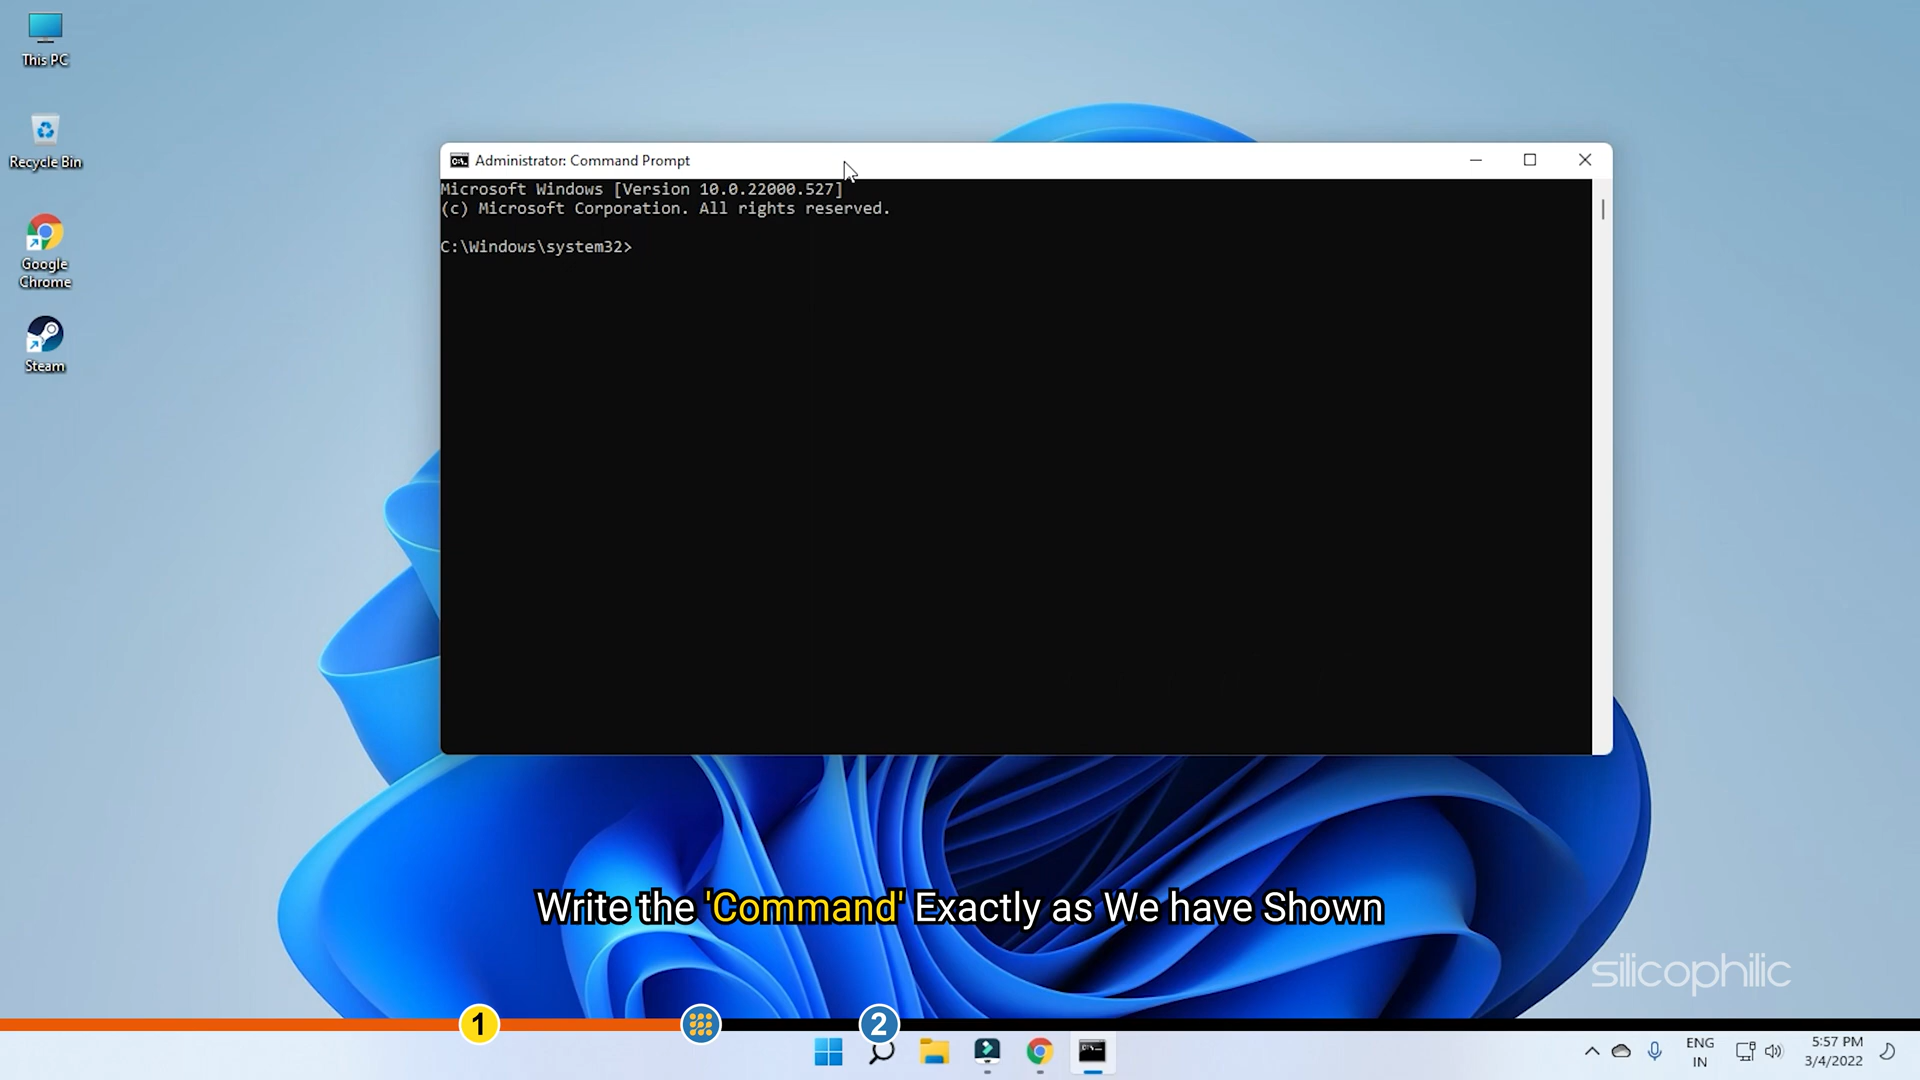 This PC
Recycle Bin
Google
Chrome
Steam
Administrator: Command Prompt
Microsoft Windows [Version 10.0.22000.527]
(c) Microsoft Corporation. All rights reserved.
C:\Windows\system32>
Write the 'Command' Exactly as We have Shown
silicophilic
1
2
ENG
IN
5:57 PM
3/4/2022